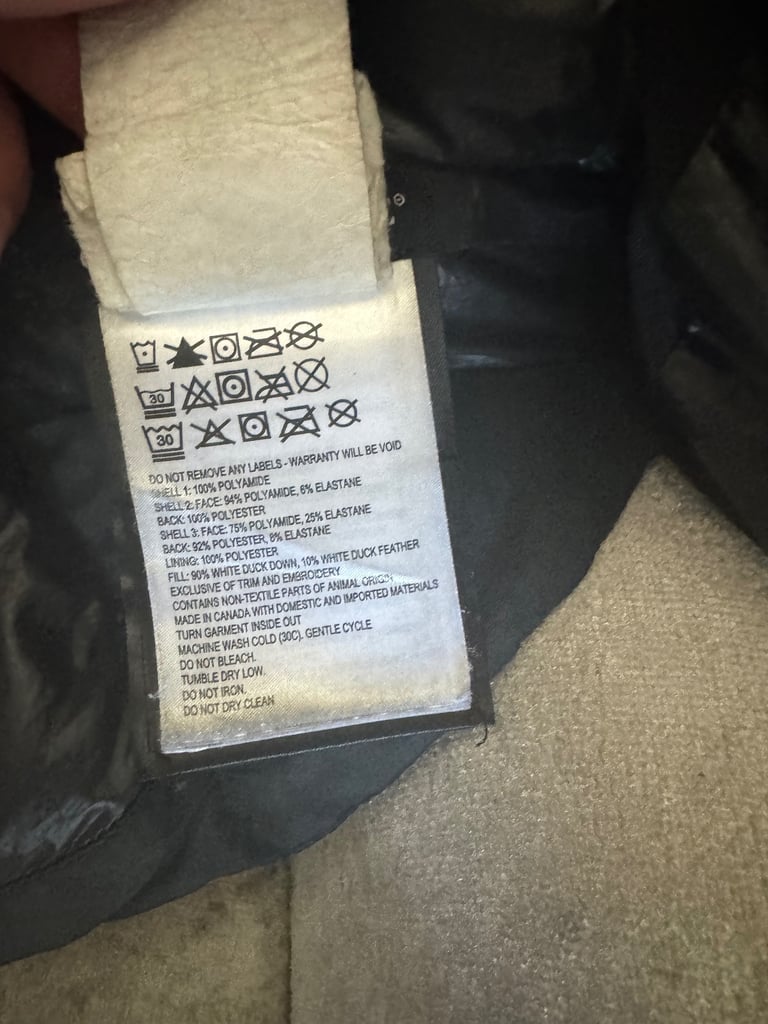 30
30
DO NOT REMOVE ANY LABELS - WARRANTY WILL BE VOID
SHELL 1: 100% POLYAMIDE
SHELL 2: FACE: 94% POLYAMIDE, 6% ELASTANE
BACK: 100% POLYESTER
SHELL 3: FACE: 75% POLYAMIDE, 25% ELASTANE
BACK: 92% POLYESTER, 8% ELASTANE
LINING: 100% POLYESTER
FILL: 90% WHITE DUCK DOWN, 10% WHITE DUCK FEATHER
EXCLUSIVE OF TRIM AND EMBROIDERY
CONTAINS NON-TEXTILE PARTS OF ANIMAL ORIGIN
MADE IN CANADA WITH DOMESTIC AND IMPORTED MATERIALS
TURN GARMENT INSIDE OUT
MACHINE WASH COLD (30C). GENTLE CYCLE
DO NOT BLEACH.
TUMBLE DRY LOW.
DO NOT IRON.
DO NOT DRY CLEAN